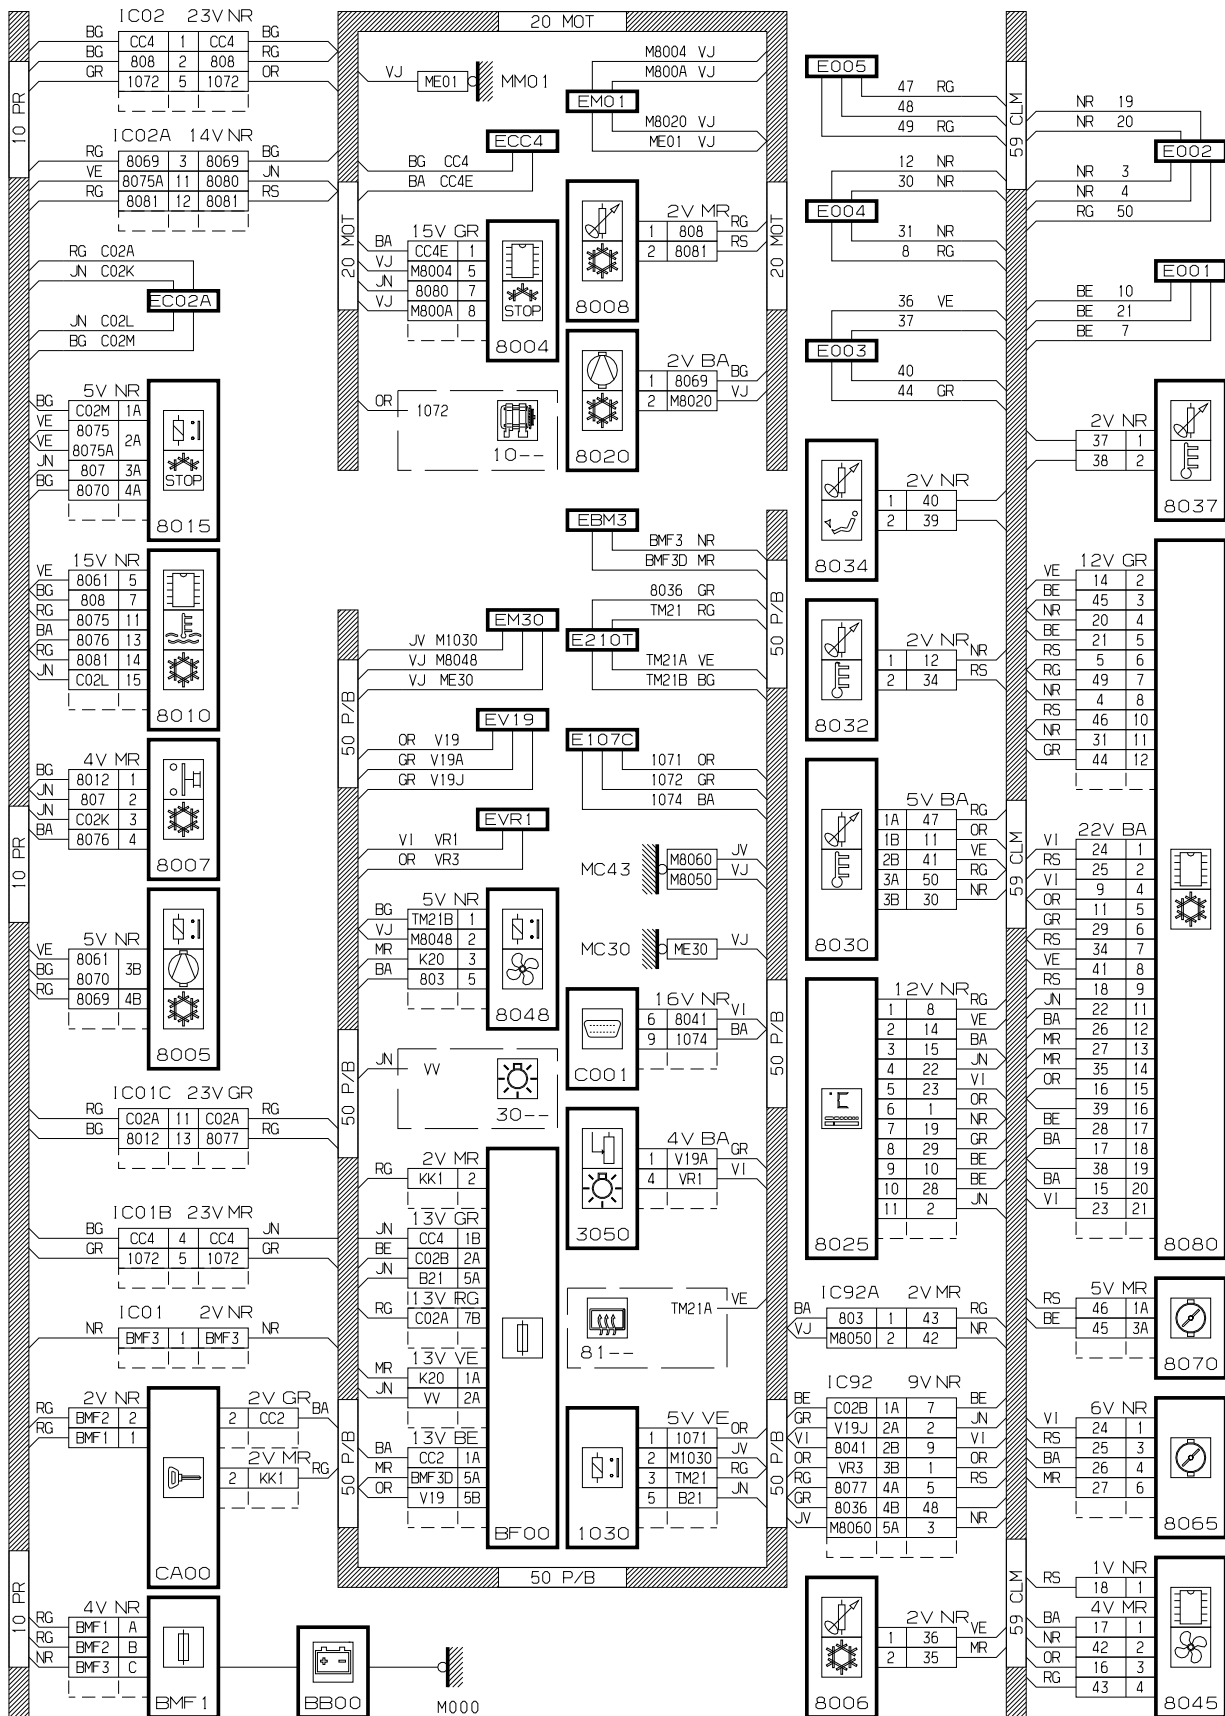 20 MOT
IC02 23V NR
BG CC4 1 CC4 BG
BG 808 2 808 RG
GR 1072 5 1072 OR
10 PR
IC02A 14V NR
RG 8069 3 8069 BG
VE 8075A 11 8080 JN
RG 8081 12 8081 RS
RG C02A
JN C02K
EC02A
JN C02L
BG C02M
5V NR
BG C02M 1A
VE 8075
VE 8075A 2A
JN 807 3A
BG 8070 4A
STOP
8015
15V NR
VE 8061 5
BG 808 7
RG 8075 11
BA 8076 13
RG 8081 14
JN C02L 15
8010
4V MR
BG 8012 1
JN 807 2
JN C02K 3
BA 8076 4
8007
10 PR
5V NR
VE 8061
BG 8070 3B
RG 8069 4B
8005
IC01C 23V GR
RG C02A 11 C02A RG
BG 8012 13 8077 RG
IC01B 23V MR
BG CC4 4 CC4 JN
GR 1072 5 1072 GR
IC01 2V NR
NR BMF3 1 BMF3 NR
2V NR
RG BMF2 2
RG BMF1 1
CA00
2V GR
2 CC2 BA
2V MR
2 KK1 RG
10 PR
4V NR
RG BMF1 A
RG BMF2 B
NR BMF3 C
BMF1
+ -
BB00
M000
VJ ME01 MM01
M8004 VJ
M800A VJ
EM01
M8020 VJ
ME01 VJ
ECC4
BG CC4
BA CC4E
20 MOT
15V GR
BA CC4E 1
VJ M8004 5
JN 8080 7
VJ M800A 8
STOP
8004
2V MR
1 808 RG
2 8081 RS
8008
20 MOT
2V BA
1 8069 BG
2 M8020 VJ
8020
OR 1072
10--
EBM3
BMF3 NR
BMF3D MR
8036 GR
TM21 RG
E210T
TM21A VE
TM21B BG
50 P/B
EM30
JV M1030
VJ M8048
VJ ME30
50 P/B
EV19
OR V19
GR V19A
GR V19J
E107C
1071 OR
1072 GR
1074 BA
EVR1
VI VR1
OR VR3
MC43
M8060 JV
M8050 VJ
5V NR
BG TM21B 1
VJ M8048 2
MR K20 3
BA 803 5
8048
MC30 ME30 VJ
16V NR
6 8041 VI
9 1074 BA
C001
50 P/B
50 P/B
JN VV
30--
2V MR
RG KK1 2
13V GR
JN CC4 1B
BE C02B 2A
JN B21 5A
13V RG
RG C02A 7B
13V VE
MR K20 1A
JN VV 2A
13V BE
BA CC2 1A
MR BMF3D 5A
OR V19 5B
BF00
50 P/B
4V BA
1 V19A GR
4 VR1 VI
3050
TM21A VE
81--
5V VE
1 1071 OR
2 M1030 JV
3 TM21 RG
5 B21 JN
1030
50 P/B
50 P/B
E005
47 RG
48
49 RG
12 NR
30 NR
E004
31 NR
8 RG
36 VE
37
E003
40
44 GR
59 CLM
NR 19
NR 20
E002
NR 3
NR 4
RG 50
E001
BE 10
BE 21
BE 7
2V NR
1 40
2 39
8034
2V NR
37 1
38 2
8037
2V NR
1 12 NR
2 34 RS
8032
5V BA
1A 47 RG
1B 11 OR
2B 41 VE
3A 50 RG
3B 30 NR
8030
59 CLM
12V NR
1 8 RG
2 14 VE
3 15 BA
4 22 JN
5 23 VI
6 1 OR
7 19 NR
8 29 GR
9 10 BE
10 28 BE
11 2 JN
°C
8025
12V GR
VE 14 2
BE 45 3
NR 20 4
BE 21 5
RS 5 6
RG 49 7
NR 4 8
RS 46 10
NR 31 11
GR 44 12
22V BA
VI 24 1
RS 25 2
VI 9 4
OR 11 5
GR 29 6
RS 34 7
VE 41 8
RS 18 9
JN 22 11
BA 26 12
MR 27 13
MR 35 14
OR 16 15
39 16
BE 28 17
BA 17 18
38 19
BA 15 20
VI 23 21
8080
IC92A 2V MR
BA 803 1 43 RG
VJ M8050 2 42 NR
IC92 9V NR
BE C02B 1A 7 BE
GR V19J 2A 2 JN
VI 8041 2B 9 VI
OR VR3 3B 1 OR
RG 8077 4A 5 RS
GR 8036 4B 48
JV M8060 5A 3 NR
2V NR
1 36 VE
2 35 MR
8006
59 CLM
5V MR
RS 46 1A
BE 45 3A
8070
6V NR
VI 24 1
RS 25 3
BA 26 4
MR 27 6
8065
1V NR
RS 18 1
4V MR
BA 17 1
NR 42 2
OR 16 3
RG 43 4
8045